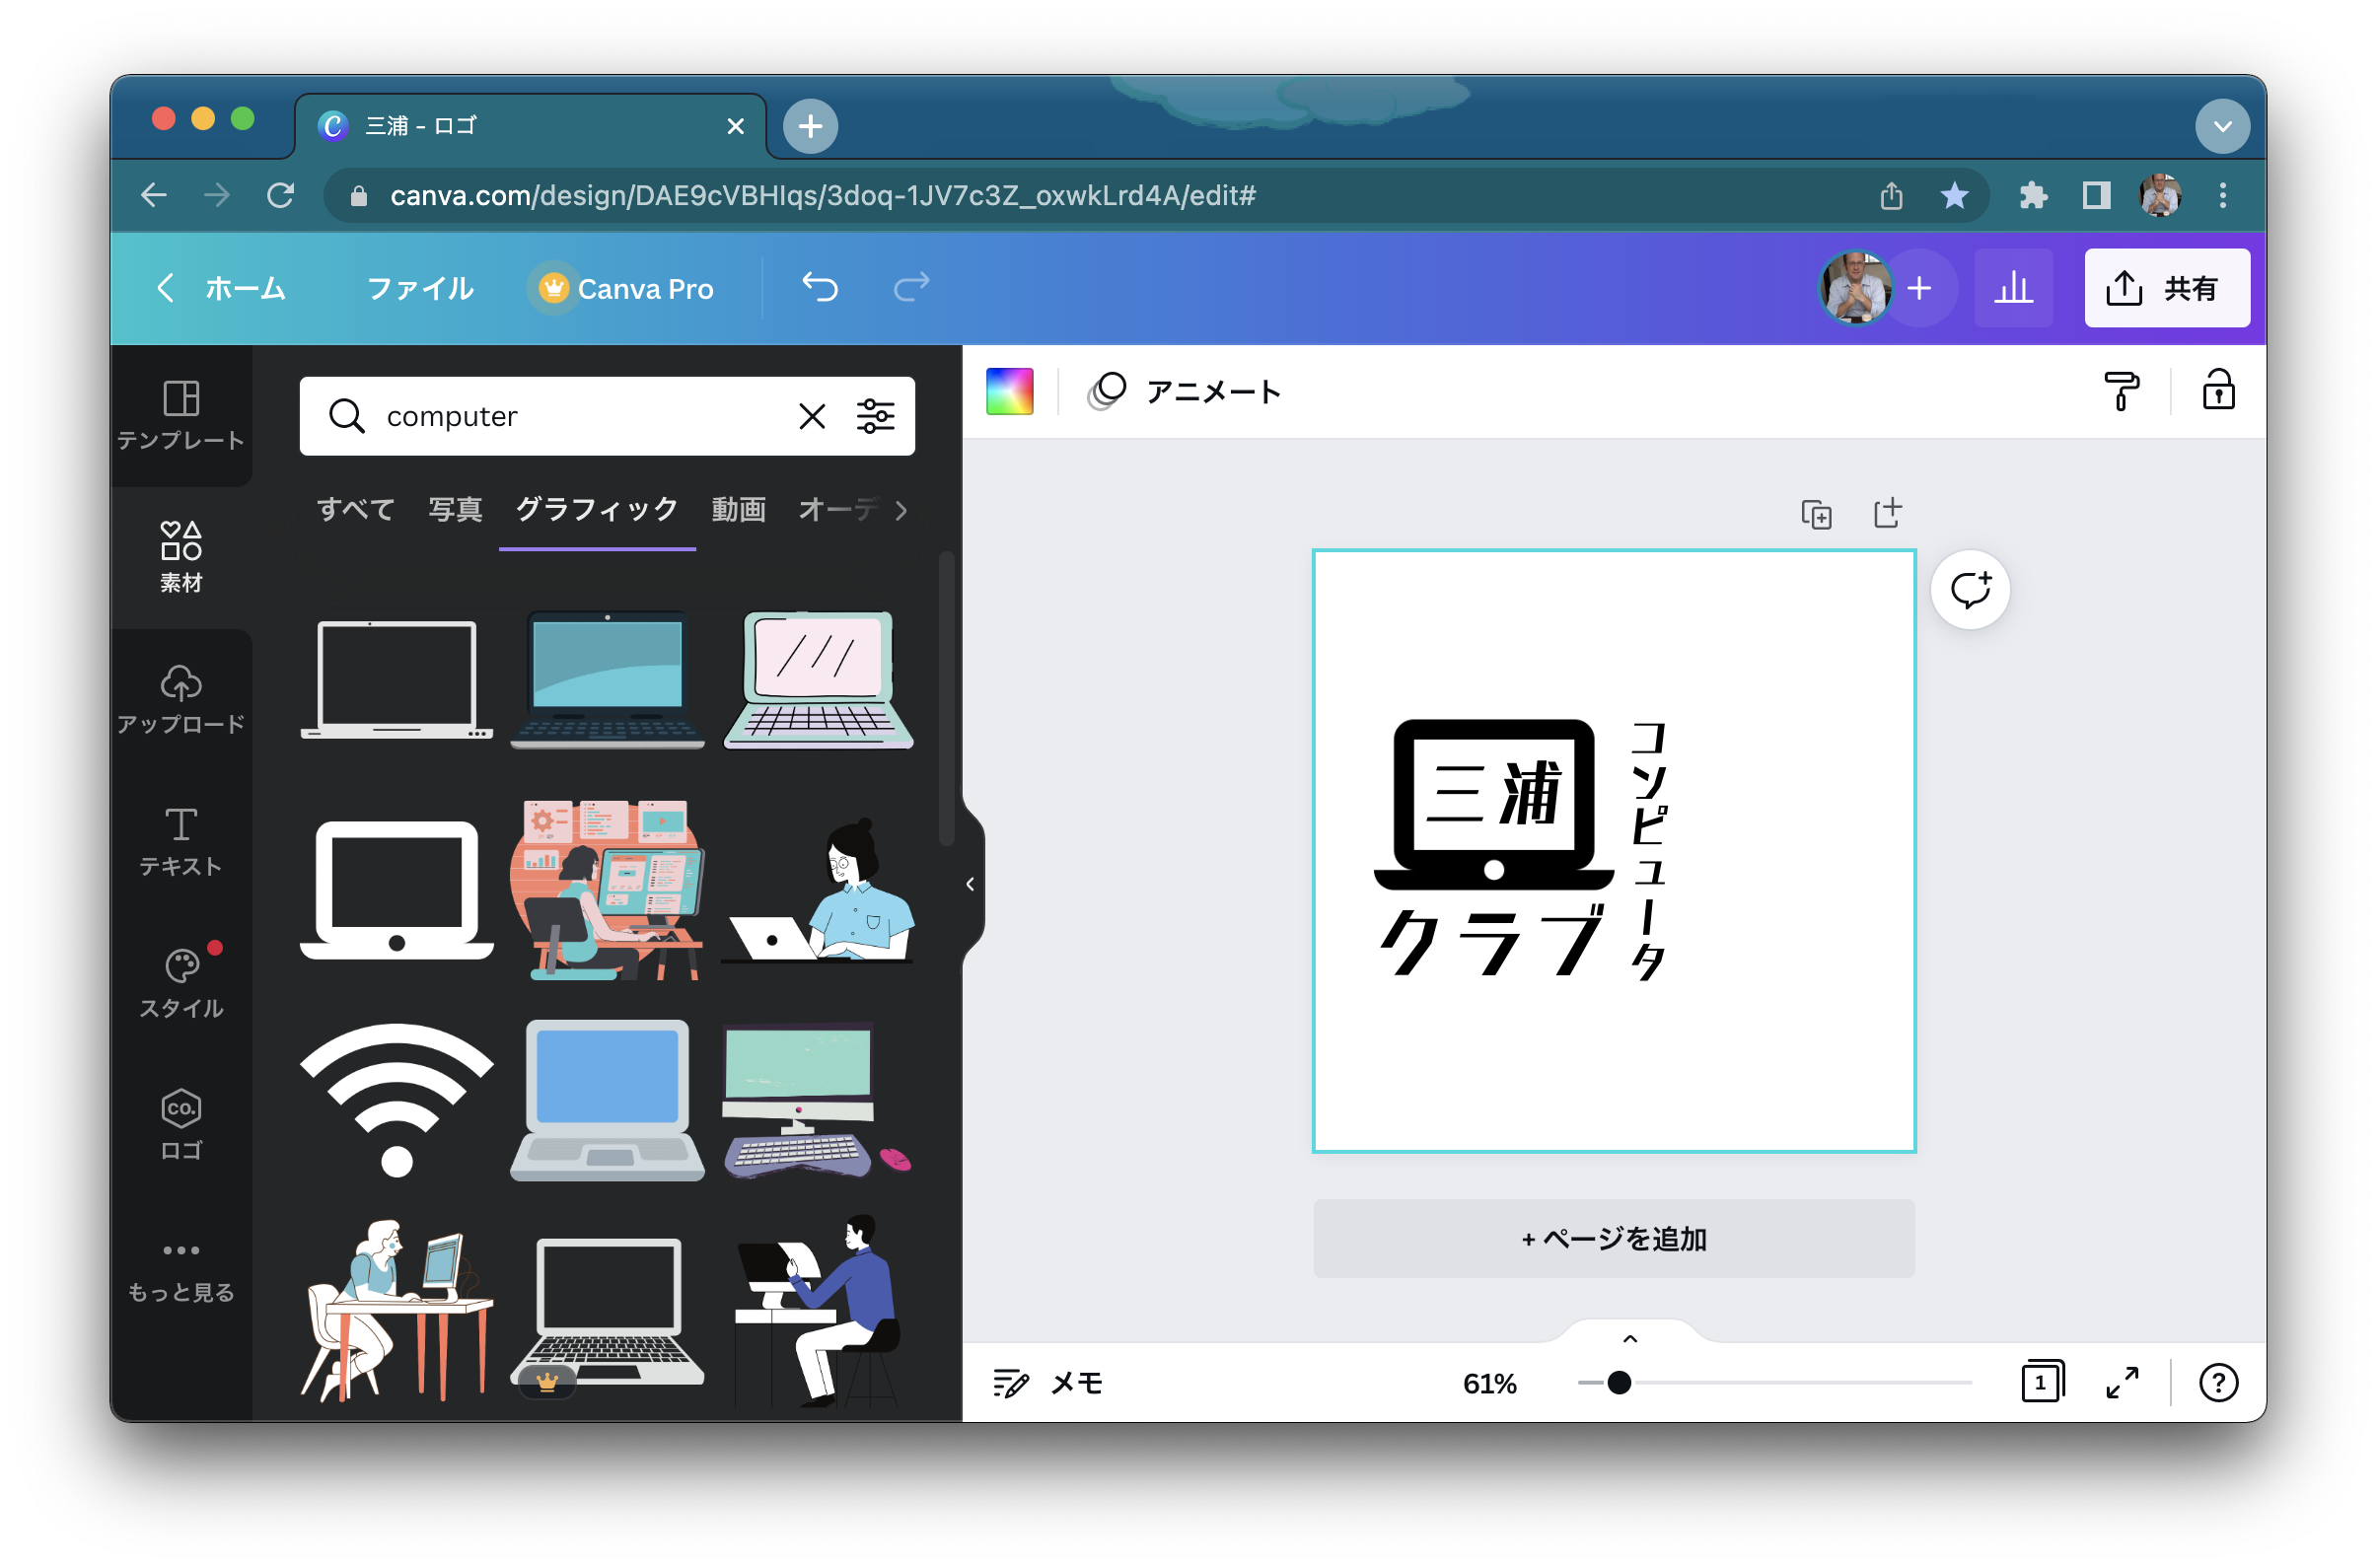 三浦 - ロゴ
canva.com/design/DAE9cVBHIqs/3doq-1JV7c3Z_oxwkLrd4A/edit#
ホーム
ファイル
Canva Pro
共有
テンプレート
素材
アップロード
テキスト
スタイル
CO.
ロゴ
もっと見る
computer
すべて 写真 グラフィック 動画 オーデ
アニメート
三浦
クラブ
コンピュータ
+ ページを追加
メモ
61%
1
?